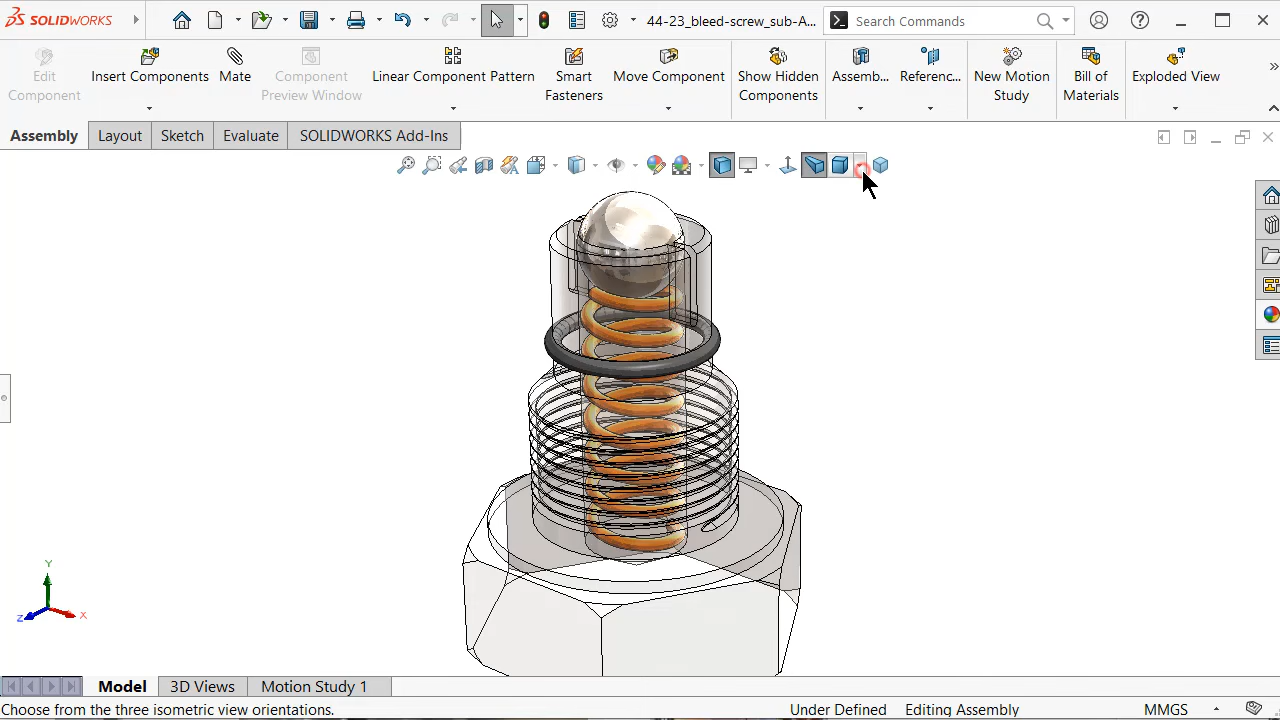 SOLIDWORKS
44-23_bleed-screw_sub-A...
Search Commands
Edit
Component
Insert Components
Mate
Component
Preview Window
Linear Component Pattern
Smart
Fasteners
Move Component
Show Hidden
Components
Assemb...
Referenc...
New Motion
Study
Bill of
Materials
Exploded View
Assembly
Layout
Sketch
Evaluate
SOLIDWORKS Add-Ins
Y
X
Z
Model
3D Views
Motion Study 1
Choose from the three isometric view orientations.
Under Defined
Editing Assembly
MMGS